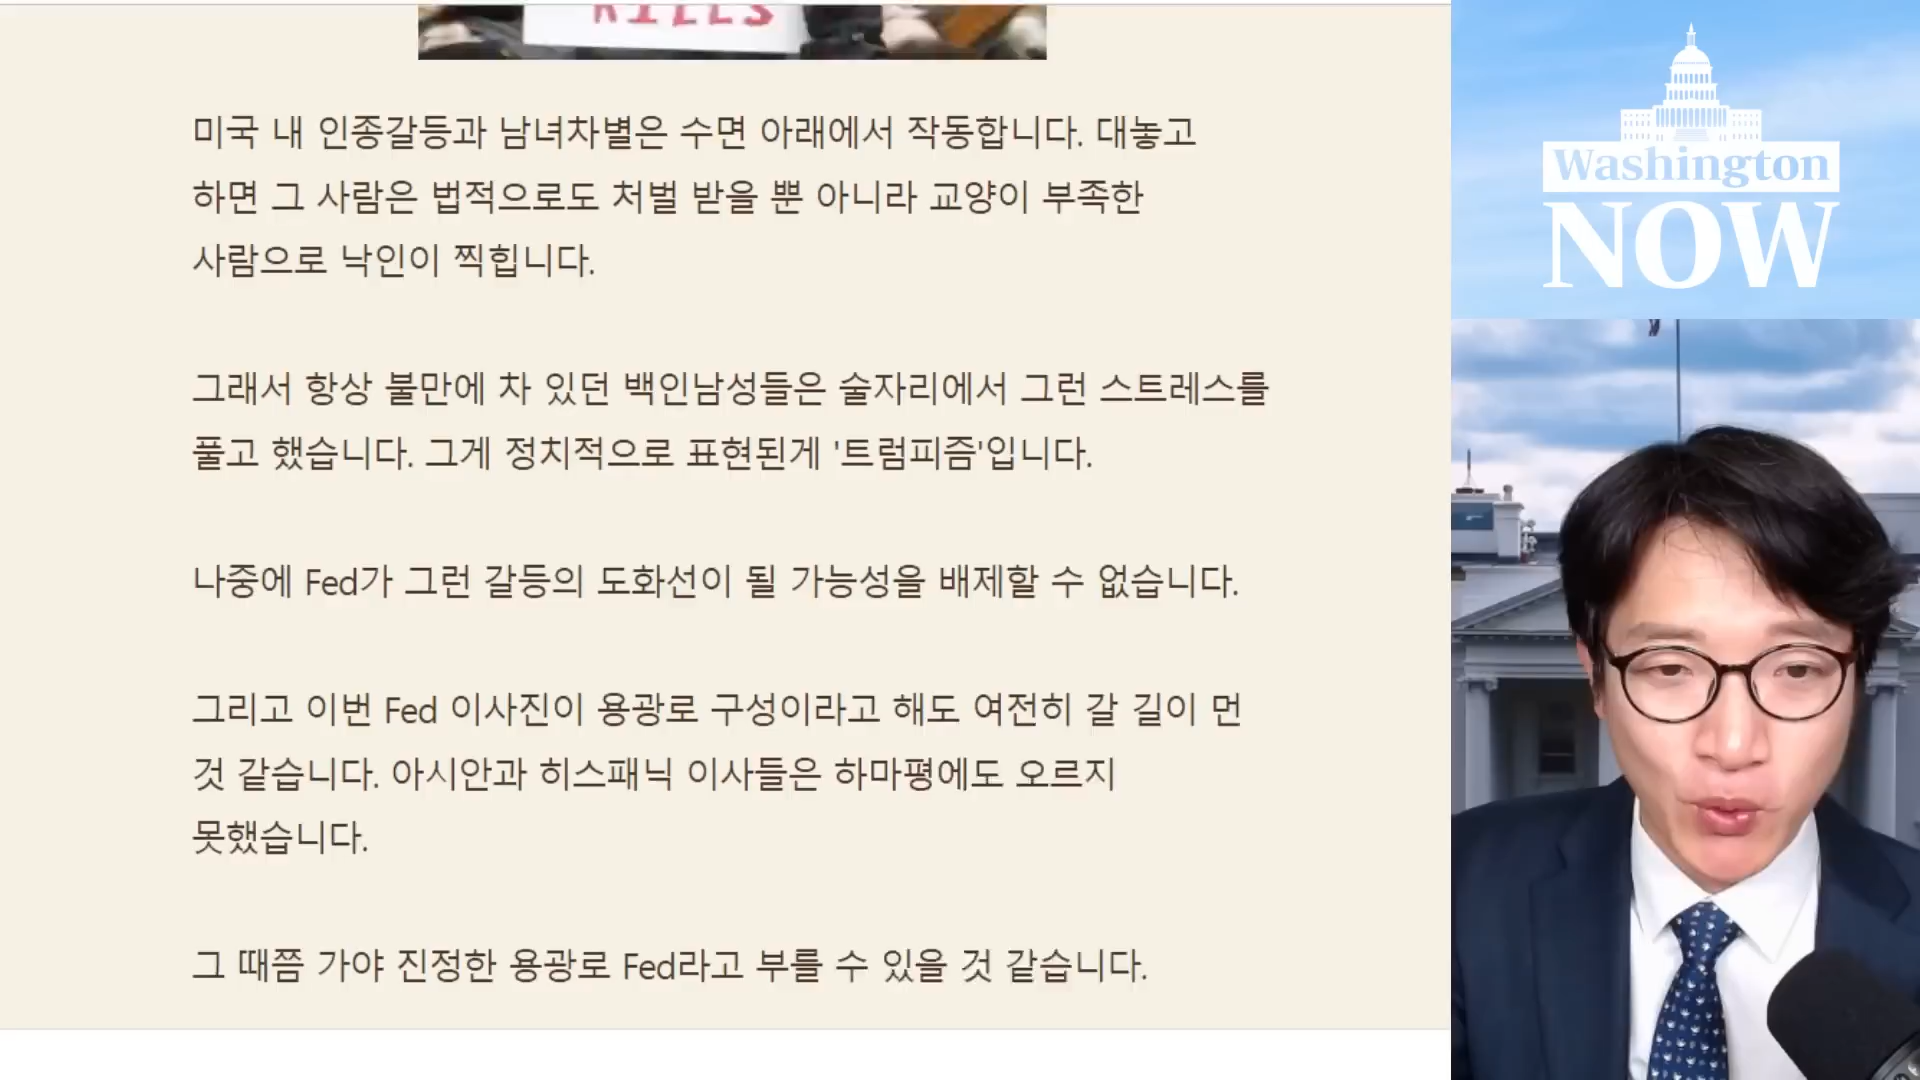 KILLS
미국 내 인종갈등과 남녀차별은 수면 아래에서 작동합니다. 대놓고
하면 그 사람은 법적으로도 처벌 받을 뿐 아니라 교양이 부족한
사람으로 낙인이 찍힙니다.
그래서 항상 불만에 차 있던 백인남성들은 술자리에서 그런 스트레스를
풀고 했습니다. 그게 정치적으로 표현된게 '트럼피즘'입니다.
나중에 Fed가 그런 갈등의 도화선이 될 가능성을 배제할 수 없습니다.
그리고 이번 Fed 이사진이 용광로 구성이라고 해도 여전히 갈 길이 먼
것 같습니다. 아시안과 히스패닉 이사들은 하마평에도 오르지
못했습니다.
그 때쯤 가야 진정한 용광로 Fed라고 부를 수 있을 것 같습니다.
Washington
NOW